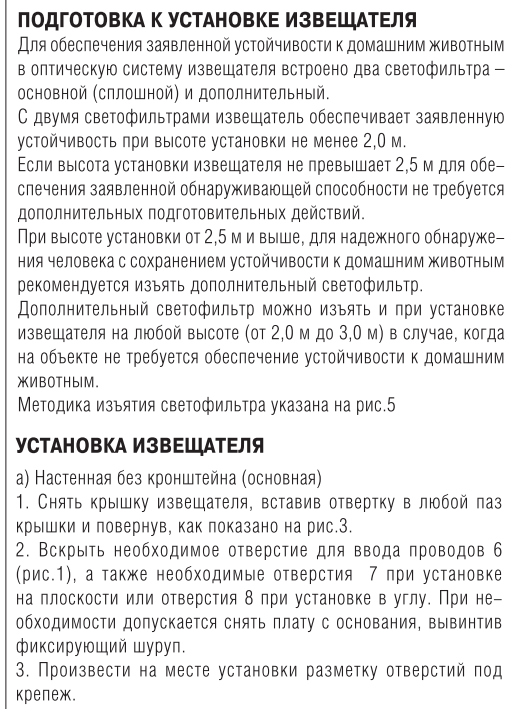 ПОДГОТОВКА К УСТАНОВКЕ ИЗВЕЩАТЕЛЯ
Для обеспечения заявленной устойчивости к домашним животным
в оптическую систему извещателя встроено два светофильтра –
основной (сплошной) и дополнительный.
С двумя светофильтрами извещатель обеспечивает заявленную
устойчивость при высоте установки не менее 2,0 м.
Если высота установки извещателя не превышает 2,5 м для обе–
спечения заявленной обнаруживающей способности не требуется
дополнительных подготовительных действий.
При высоте установки от 2,5 м и выше, для надежного обнаруже–
ния человека с сохранением устойчивости к домашним животным
рекомендуется изъять дополнительный светофильтр.
Дополнительный светофильтр можно изъять и при установке
извещателя на любой высоте (от 2,0 м до 3,0 м) в случае, когда
на объекте не требуется обеспечение устойчивости к домашним
животным.
Методика изъятия светофильтра указана на рис.5
УСТАНОВКА ИЗВЕЩАТЕЛЯ
а) Настенная без кронштейна (основная)
1. Снять крышку извещателя, вставив отвертку в любой паз
крышки и повернув, как показано на рис.3.
2. Вскрыть необходимое отверстие для ввода проводов 6
(рис.1), а также необходимые отверстия 7 при установке
на плоскости или отверстия 8 при установке в углу. При не–
обходимости допускается снять плату с основания, вывинтив
фиксирующий шуруп.
3. Произвести на месте установки разметку отверстий под
крепеж.